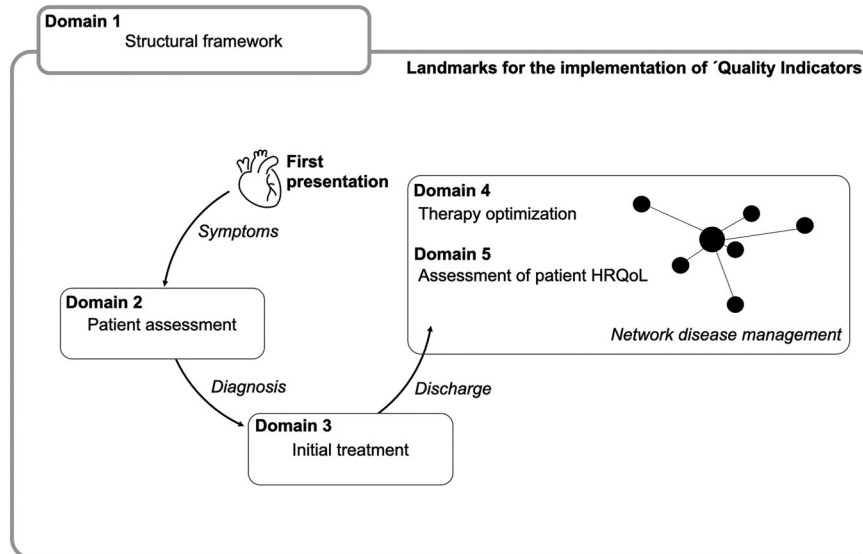 Domain 1
Structural framework
Landmarks for the implementation of ´Quality Indicators
First
presentation
Symptoms
Domain 2
Patient assessment
Diagnosis
Domain 3
Initial treatment
Discharge
Domain 4
Therapy optimization
Domain 5
Assessment of patient HRQoL
Network disease management